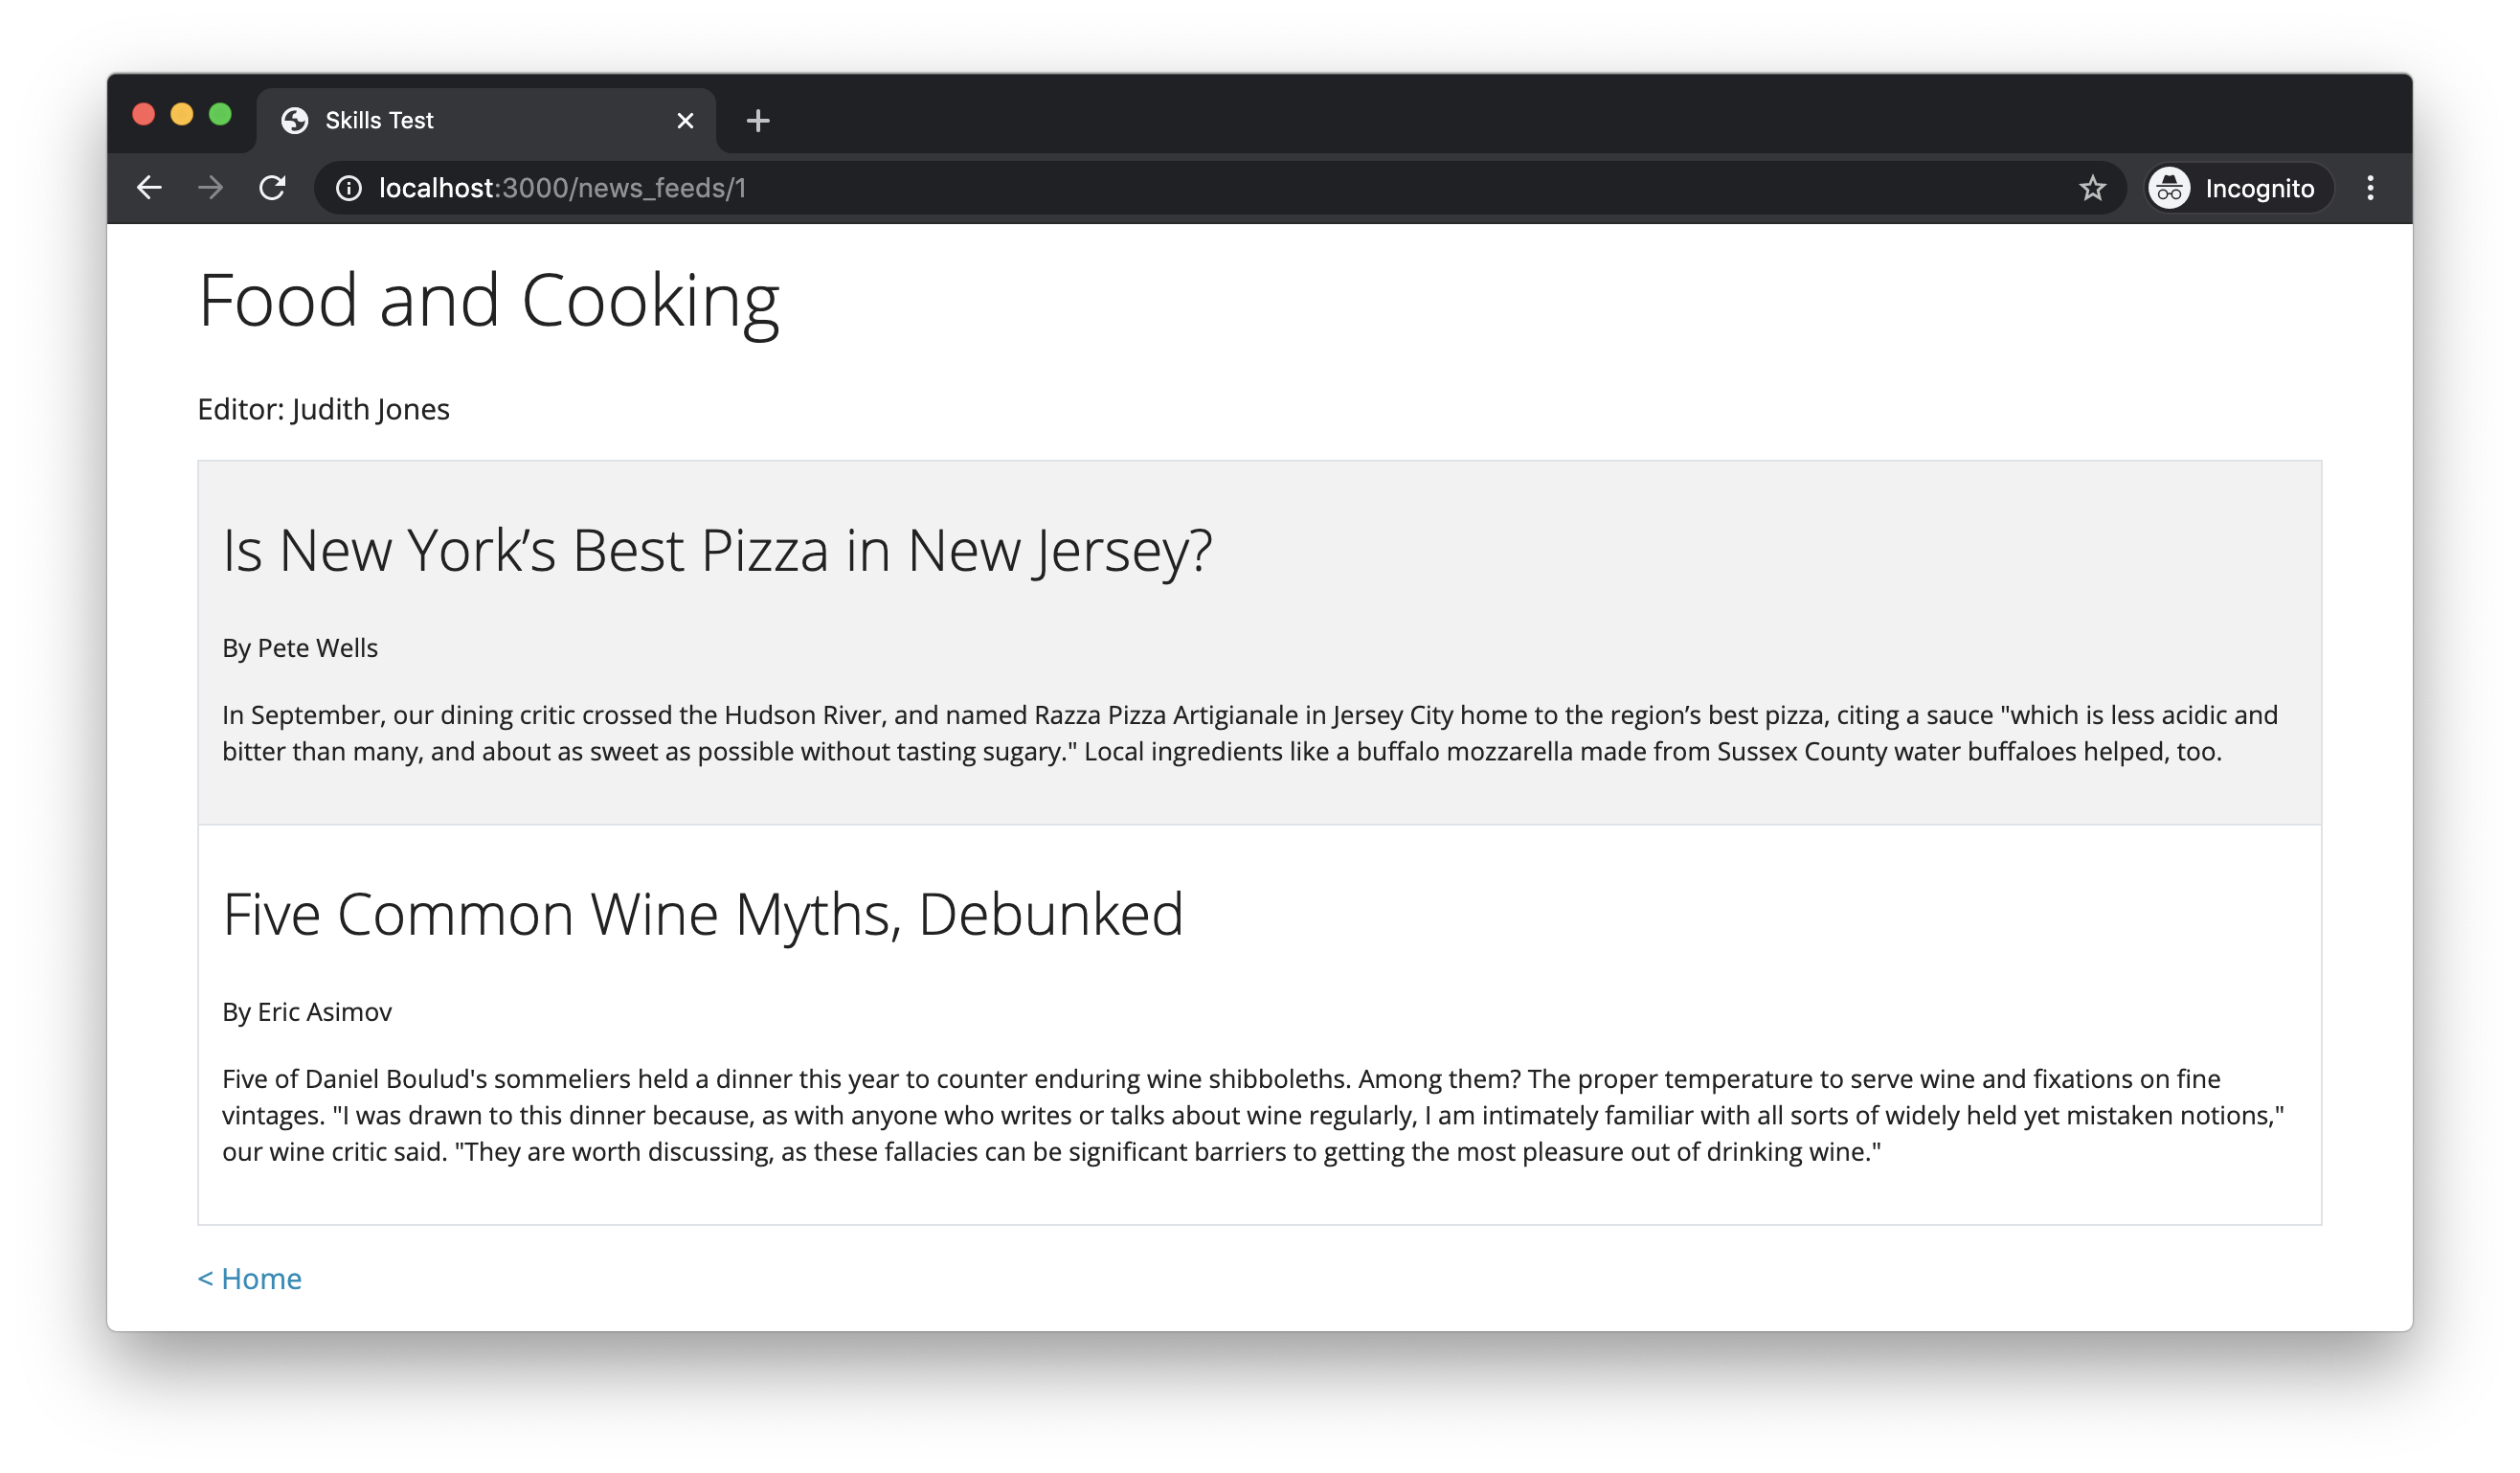 Skills Test
localhost:3000/news_feeds/1
Incognito
Food and Cooking
Editor: Judith Jones
Is New York’s Best Pizza in New Jersey?
By Pete Wells
In September, our dining critic crossed the Hudson River, and named Razza Pizza Artigianale in Jersey City home to the region’s best pizza, citing a sauce "which is less acidic and
bitter than many, and about as sweet as possible without tasting sugary." Local ingredients like a buffalo mozzarella made from Sussex County water buffaloes helped, too.
Five Common Wine Myths, Debunked
By Eric Asimov
Five of Daniel Boulud's sommeliers held a dinner this year to counter enduring wine shibboleths. Among them? The proper temperature to serve wine and fixations on fine
vintages. "I was drawn to this dinner because, as with anyone who writes or talks about wine regularly, I am intimately familiar with all sorts of widely held yet mistaken notions,"
our wine critic said. "They are worth discussing, as these fallacies can be significant barriers to getting the most pleasure out of drinking wine."
< Home